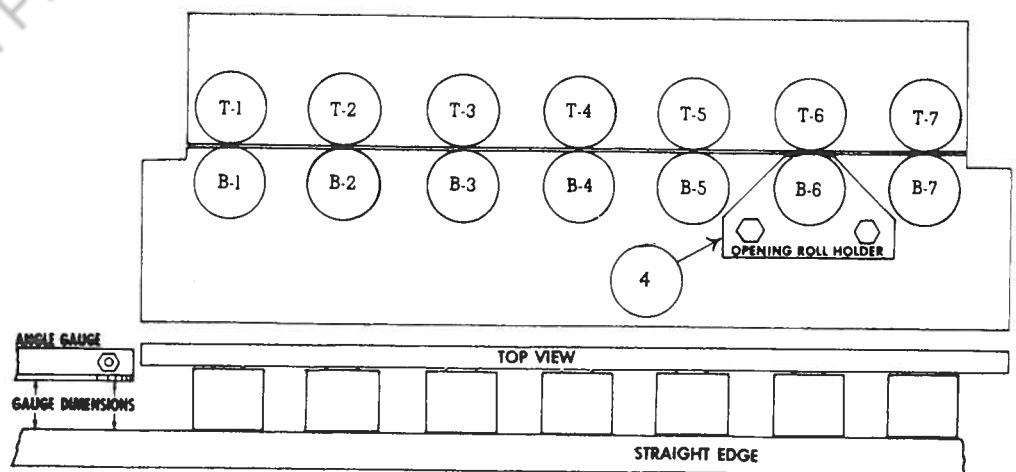 T-1 T-2 T-3 T-4 T-5 T-6 T-7
B-1 B-2 B-3 B-4 B-5 B-6 B-7
OPENING ROLL HOLDER
4
ANGLE GAUGE
TOP VIEW
GAUGE DIMENSIONS
STRAIGHT EDGE